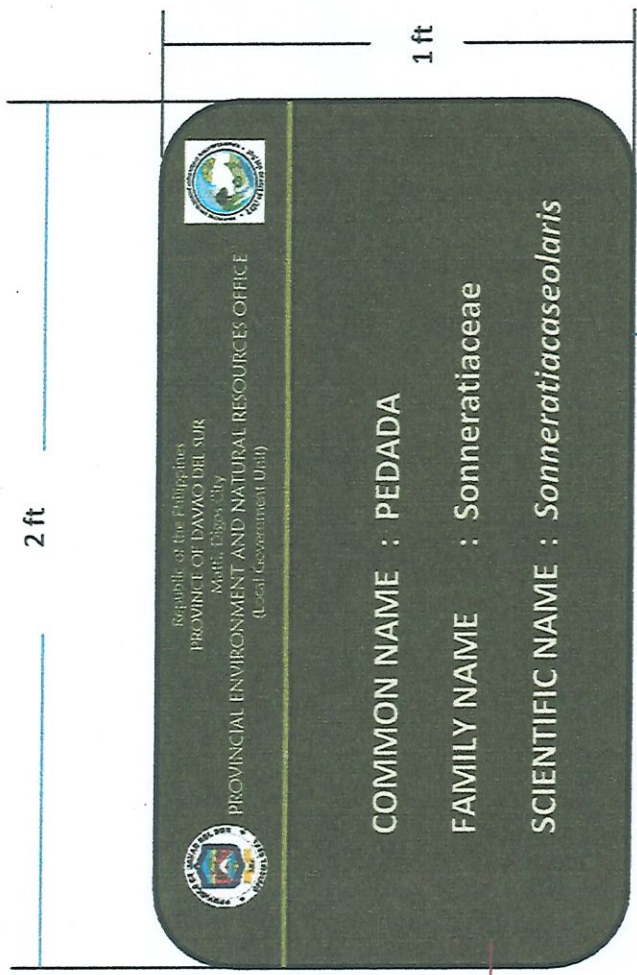 2 ft
1 ft
Republic of the Philippines
PROVINCE OF DAVAO DEL SUR
Matti, Digos City
PROVINCIAL ENVIRONMENT AND NATURAL RESOURCES OFFICE
(Local Government Unit)
COMMON NAME : PEDADA
FAMILY NAME : Sonneratiaceae
SCIENTIFIC NAME : Sonneratiacaseolaris